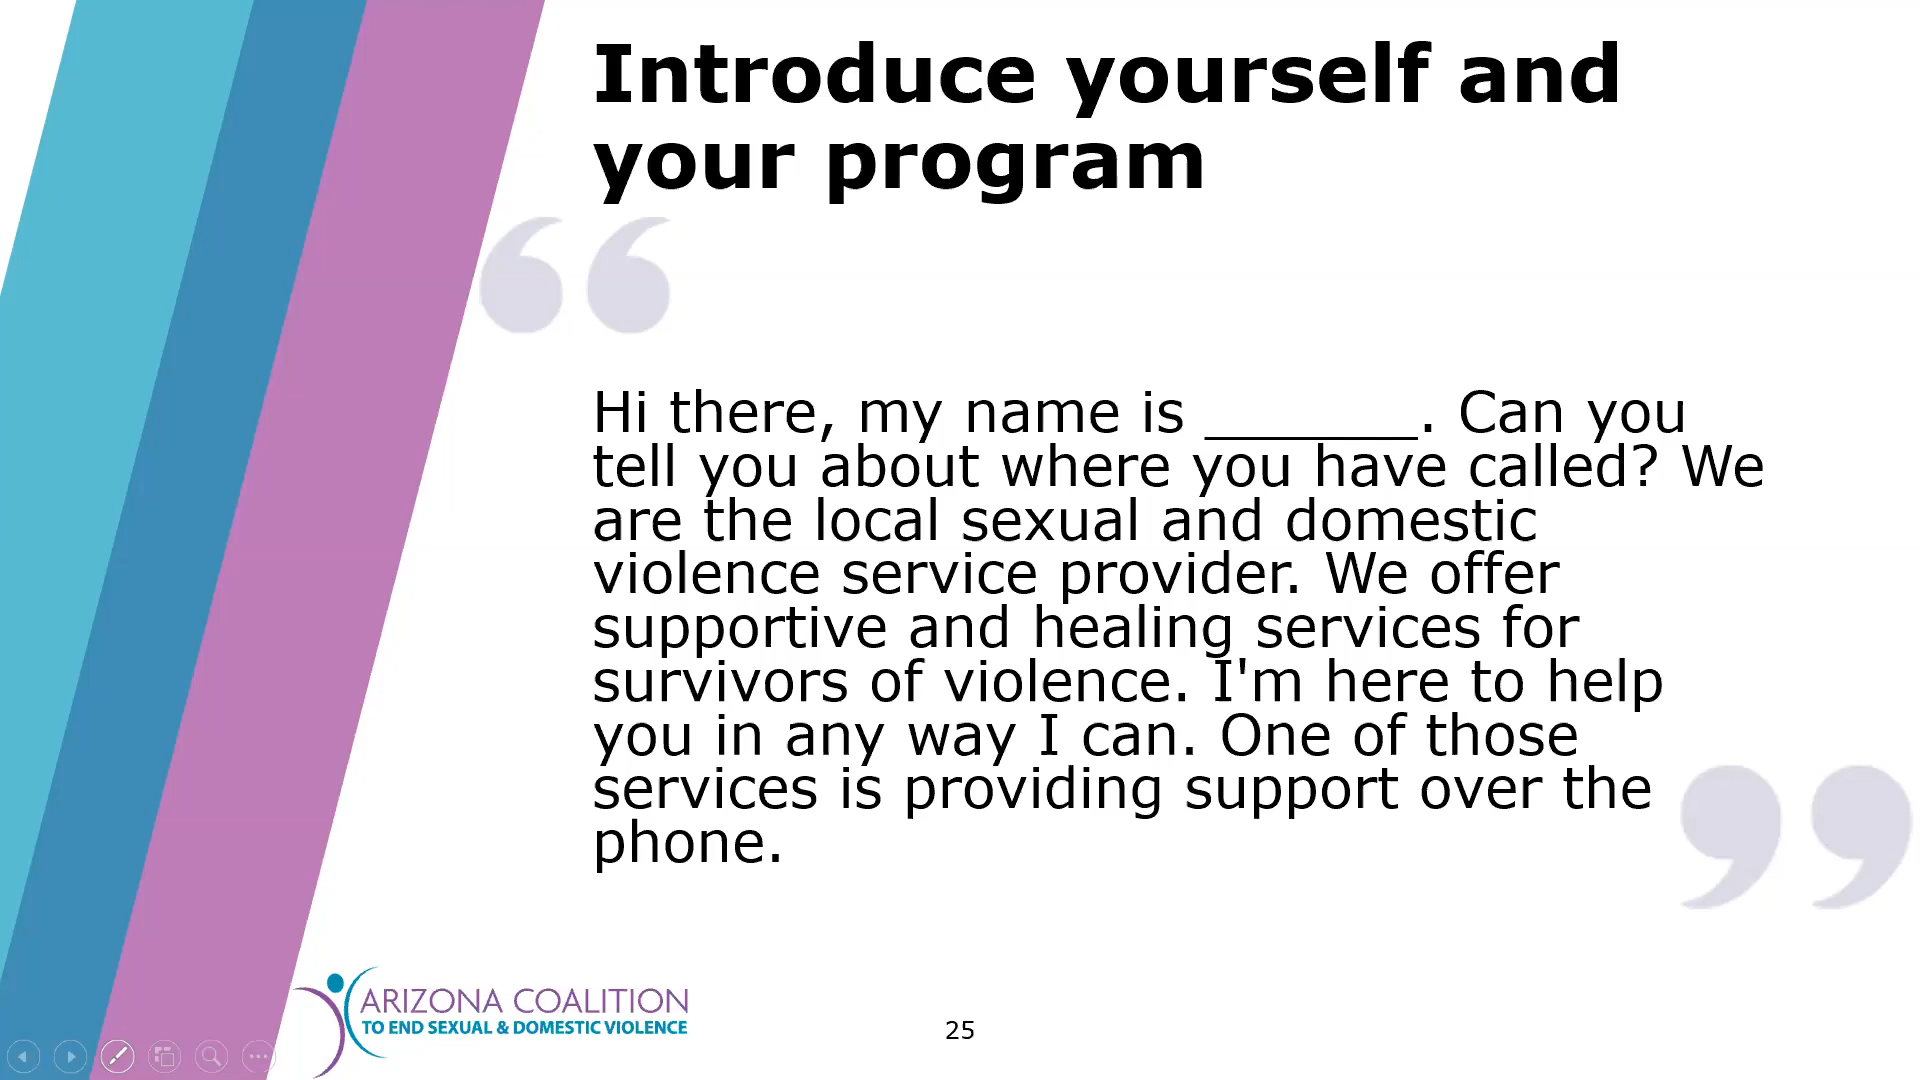 Introduce yourself and
your program
“
Hi there, my name is _______. Can you
tell you about where you have called? We
are the local sexual and domestic
violence service provider. We offer
supportive and healing services for
survivors of violence. I'm here to help
you in any way I can. One of those
services is providing support over the
phone.
”
ARIZONA COALITION
TO END SEXUAL & DOMESTIC VIOLENCE
25